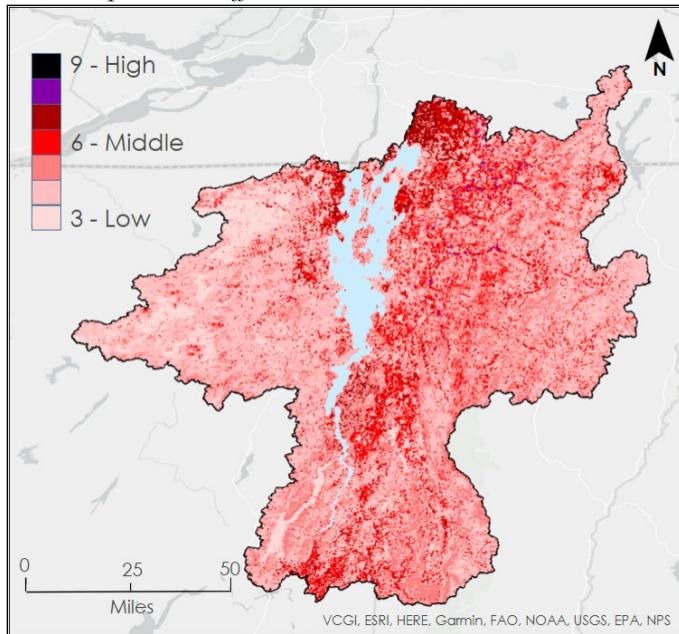 9 - High
6 - Middle
3 - Low
N
0 25 50
Miles
VCGI, ESRI, HERE, Garmin, FAO, NOAA, USGS, EPA, NPS